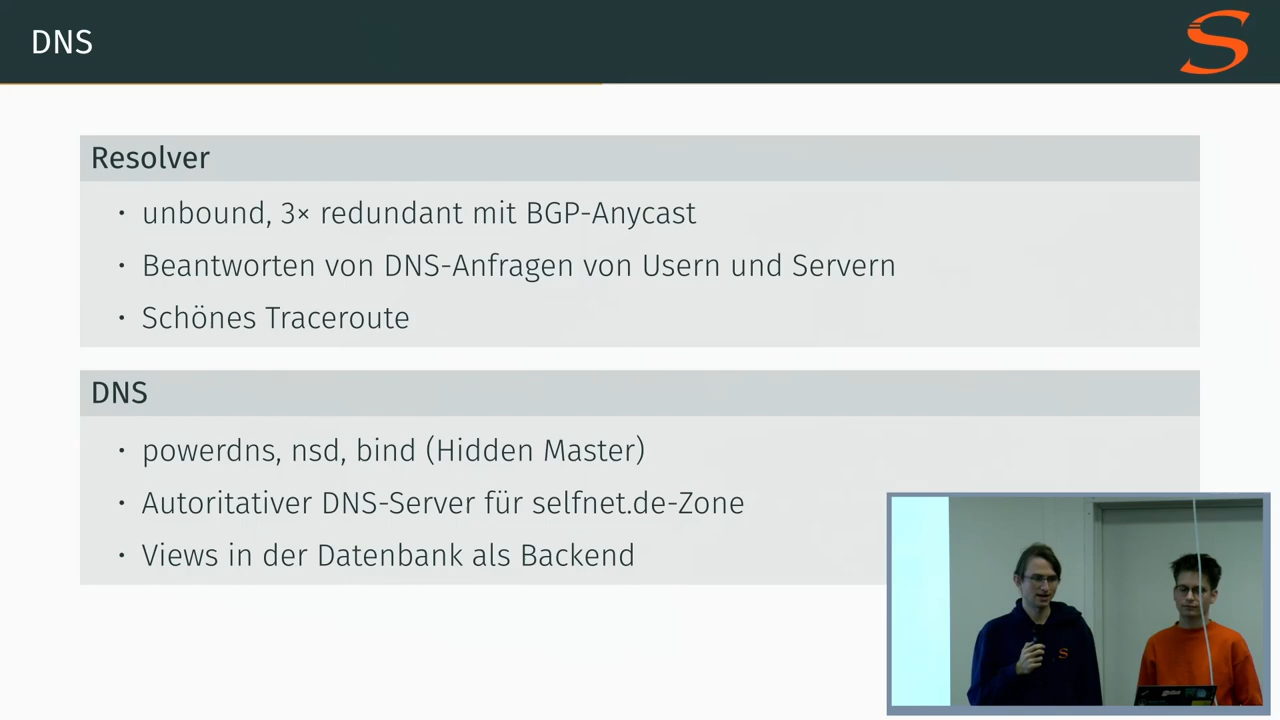 DNS
S
Resolver
• unbound, 3× redundant mit BGP-Anycast
• Beantworten von DNS-Anfragen von Usern und Servern
• Schönes Traceroute
DNS
• powerdns, nsd, bind (Hidden Master)
• Autoritativer DNS-Server für selfnet.de-Zone
• Views in der Datenbank als Backend
S